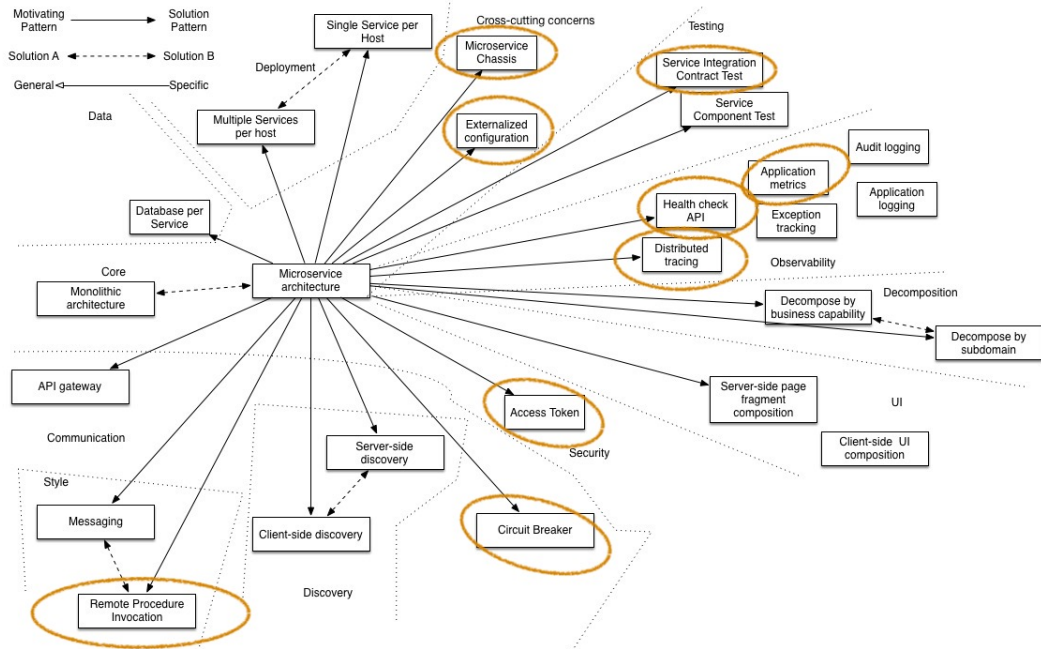 Motivating
Pattern
Solution
Pattern
Solution A
Solution B
General
Specific
Single Service per
Host
Cross-cutting concerns
Microservice
Chassis
Testing
Service Integration
Contract Test
Deployment
Data
Multiple Services
per host
Externalized
configuration
Service
Component Test
Audit logging
Application
metrics
Application
logging
Database per
Service
Health check
API
Exception
tracking
Distributed
tracing
Observability
Core
Monolithic
architecture
Microservice
architecture
Decompose by
business capability
Decomposition
Decompose by
subdomain
API gateway
Access Token
Server-side page
fragment composition
UI
Communication
Server-side
discovery
Security
Client-side UI
composition
Style
Messaging
Client-side discovery
Circuit Breaker
Discovery
Remote Procedure
Invocation